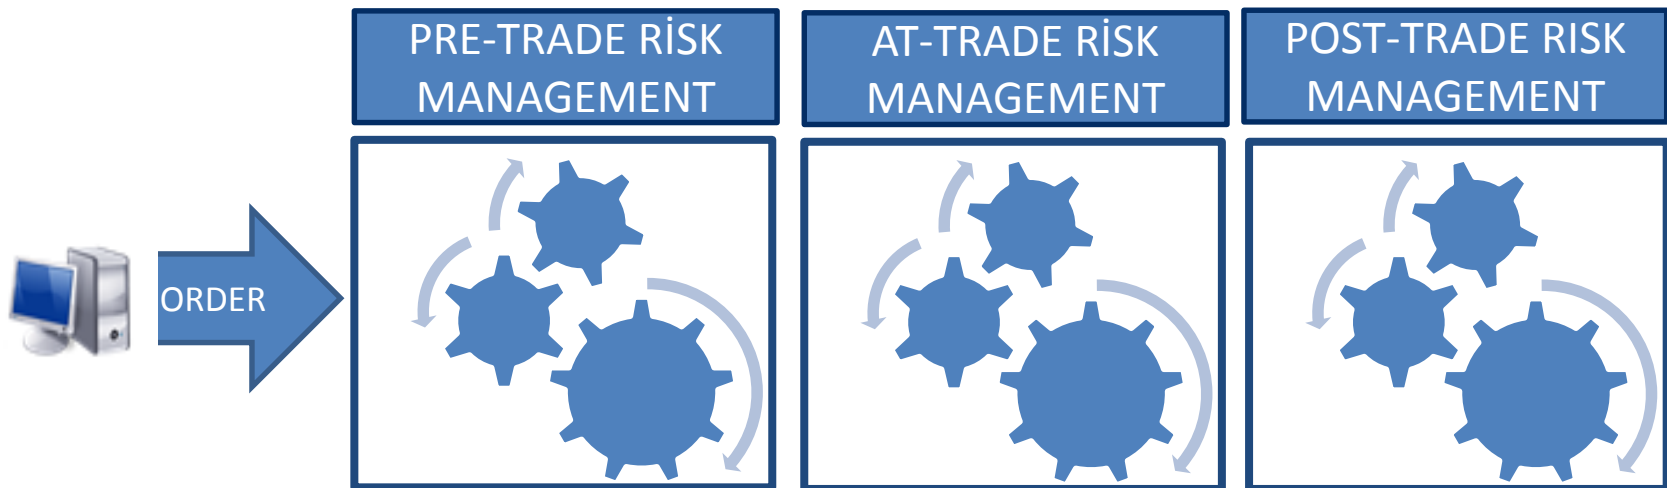 PRE-TRADE RİSK
MANAGEMENT
AT-TRADE RİSK
MANAGEMENT
POST-TRADE RISK
MANAGEMENT
ORDER